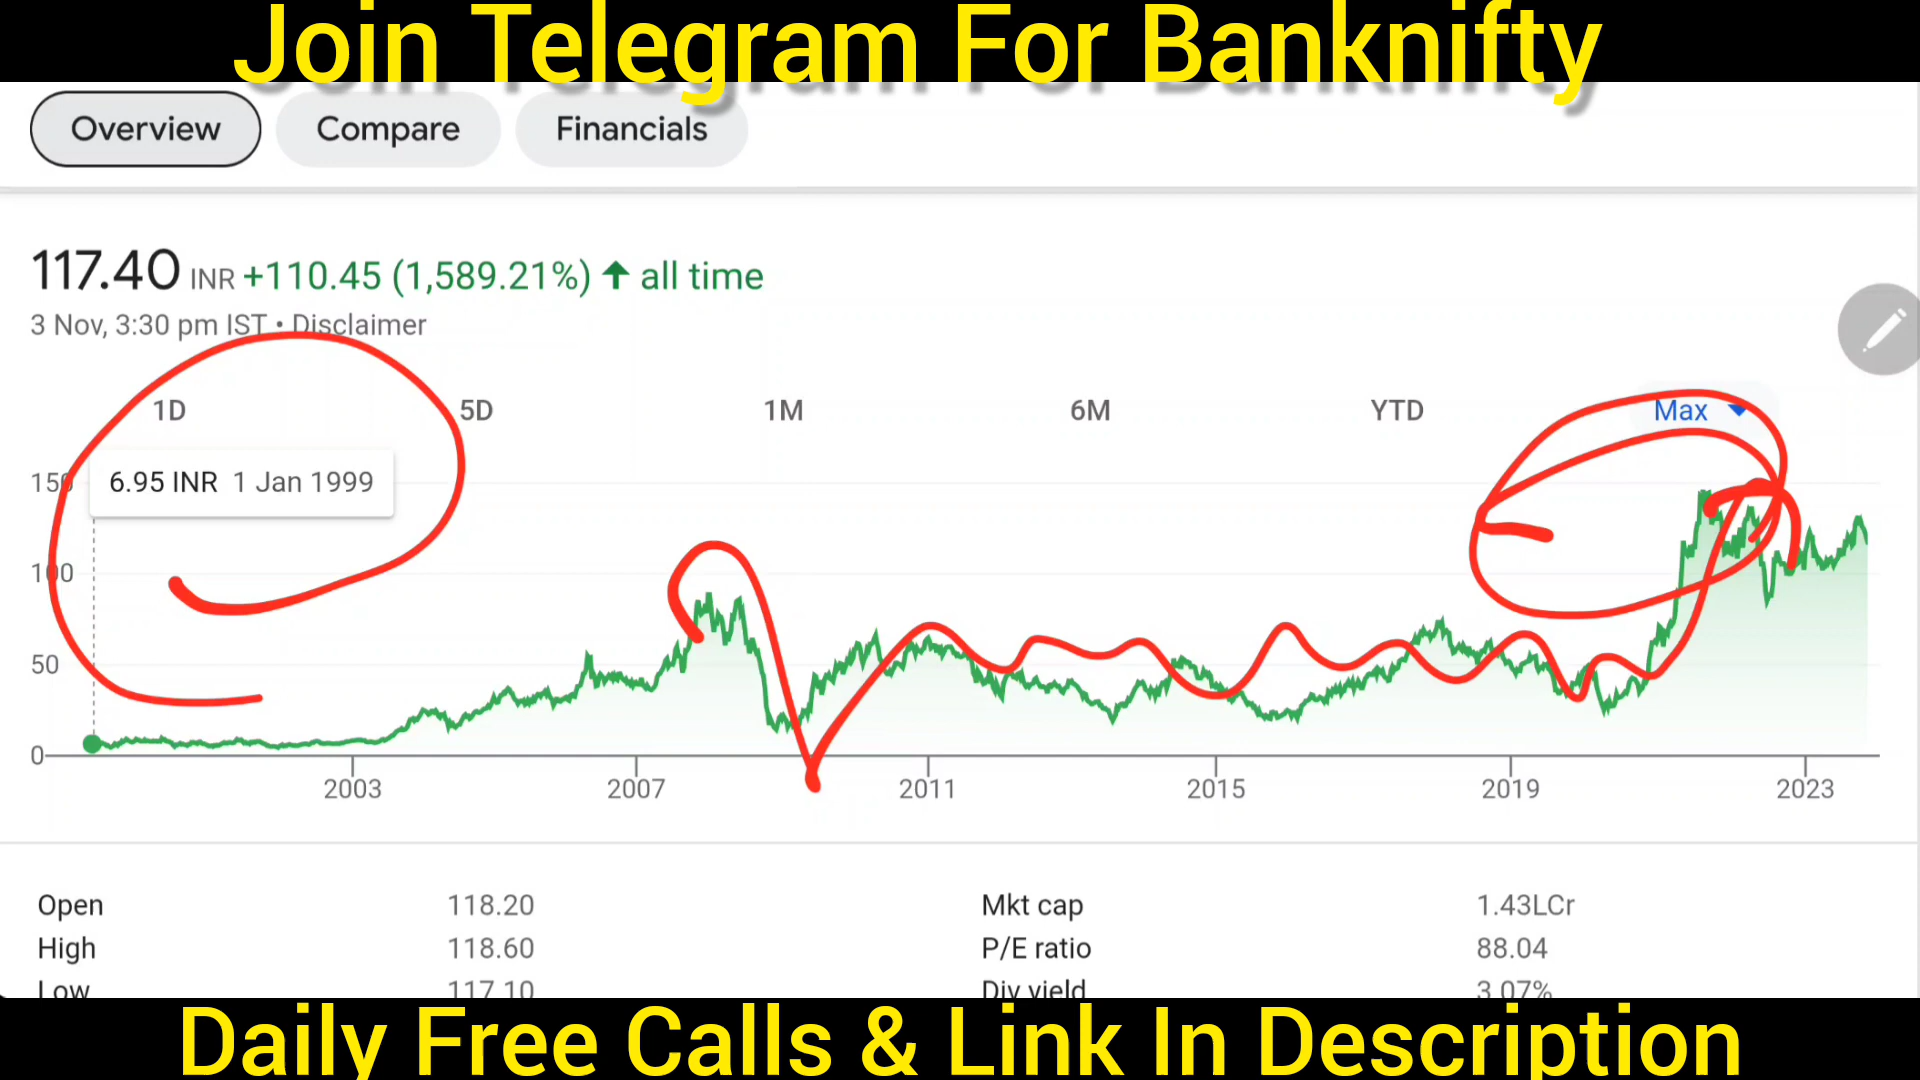 Join Telegram For Banknifty
Overview Compare Financials
117.40 INR +110.45 (1,589.21%) ↑ all time
3 Nov, 3:30 pm IST • Disclaimer
1D 5D 1M 6M YTD Max
150 6.95 INR 1 Jan 1999
100
50
0
2003 2007 2011 2015 2019 2023
Open 118.20 Mkt cap 1.43LCr
High 118.60 P/E ratio 88.04
Low 117.10 Div yield 3.07%
Daily Free Calls & Link In Description